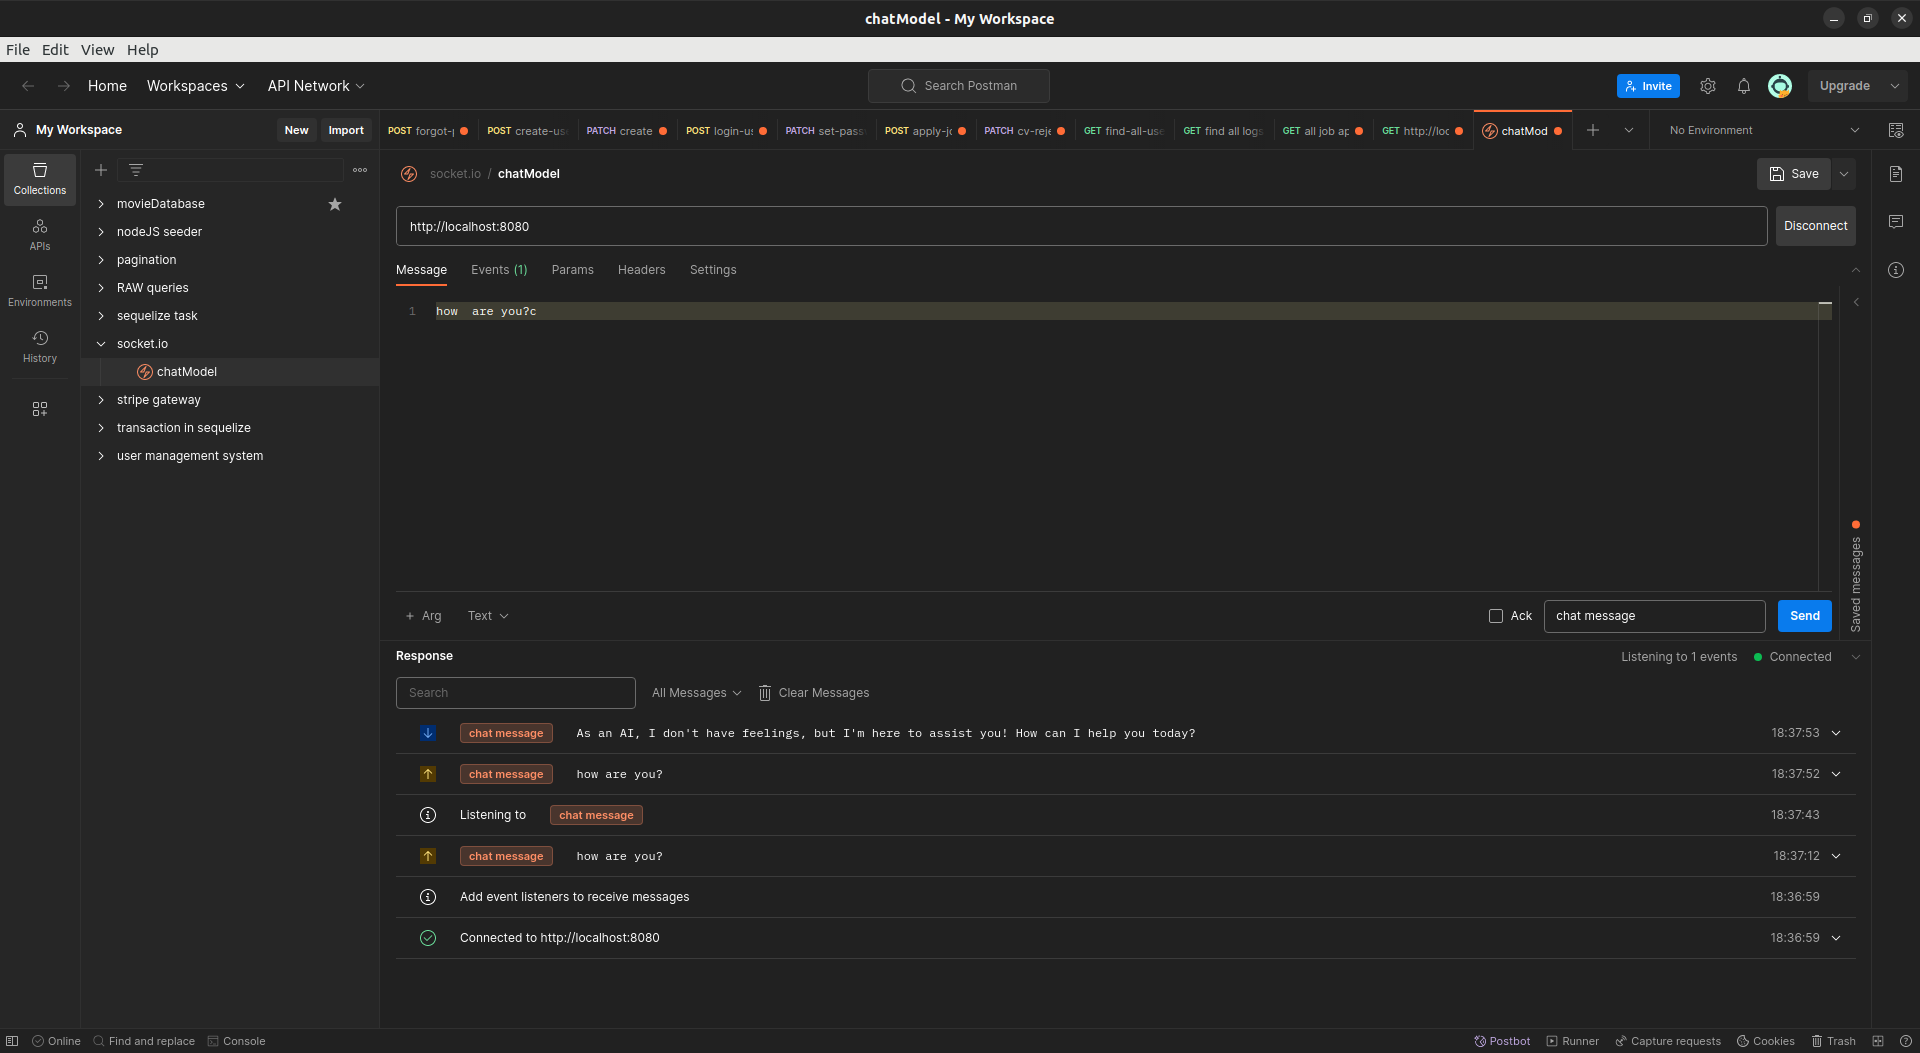 chatModel - My Workspace
File Edit View Help
Home Workspaces API Network Search Postman Invite Upgrade
My Workspace New Import
POST forgot-p POST create-us PATCH create POST login-us PATCH set-pass POST apply-jo PATCH cv-reje GET find-all-use GET find all logs GET all job ap GET http://loc chatMod No Environment
Collections
APIs
Environments
History
movieDatabase
nodeJS seeder
pagination
RAW queries
sequelize task
socket.io
chatModel
stripe gateway
transaction in sequelize
user management system
socket.io / chatModel Save
http://localhost:8080 Disconnect
Message Events (1) Params Headers Settings
1 how  are you?c
Saved messages
+ Arg Text Ack chat message Send
Response Listening to 1 events Connected
Search All Messages Clear Messages
chat message As an AI, I don't have feelings, but I'm here to assist you! How can I help you today? 18:37:53
chat message how are you? 18:37:52
Listening to chat message 18:37:43
chat message how are you? 18:37:12
Add event listeners to receive messages 18:36:59
Connected to http://localhost:8080 18:36:59
Online Find and replace Console Postbot Runner Capture requests Cookies Trash